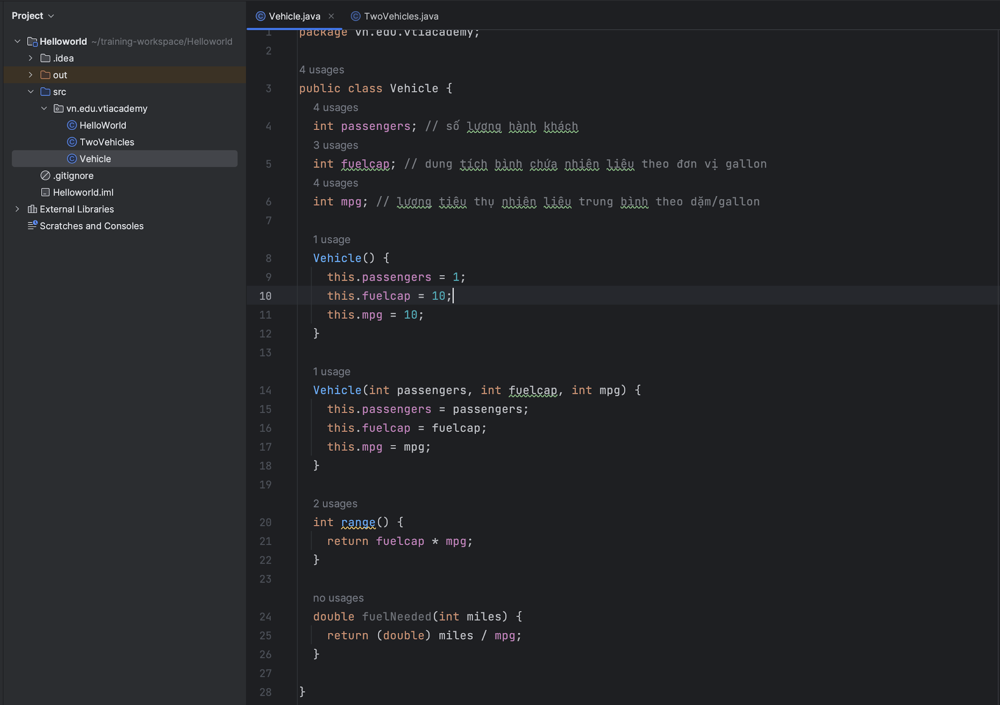 Project
Helloworld ~/training-workspace/Helloworld
.idea
out
src
vn.edu.vtiacademy
HelloWorld
TwoVehicles
Vehicle
.gitignore
Helloworld.iml
External Libraries
Scratches and Consoles
Vehicle.java
TwoVehicles.java
1 package vn.edu.vtiacademy;
2
4 usages
3 public class Vehicle {
4 usages
4 int passengers; // số lượng hành khách
3 usages
5 int fuelcap; // dung tích bình chứa nhiên liệu theo đơn vị gallon
4 usages
6 int mpg; // lượng tiêu thụ nhiên liệu trung bình theo dặm/gallon
7
1 usage
8 Vehicle() {
9 this.passengers = 1;
10 this.fuelcap = 10;
11 this.mpg = 10;
12 }
13
1 usage
14 Vehicle(int passengers, int fuelcap, int mpg) {
15 this.passengers = passengers;
16 this.fuelcap = fuelcap;
17 this.mpg = mpg;
18 }
19
2 usages
20 int range() {
21 return fuelcap * mpg;
22 }
23
no usages
24 double fuelNeeded(int miles) {
25 return (double) miles / mpg;
26 }
27
28 }